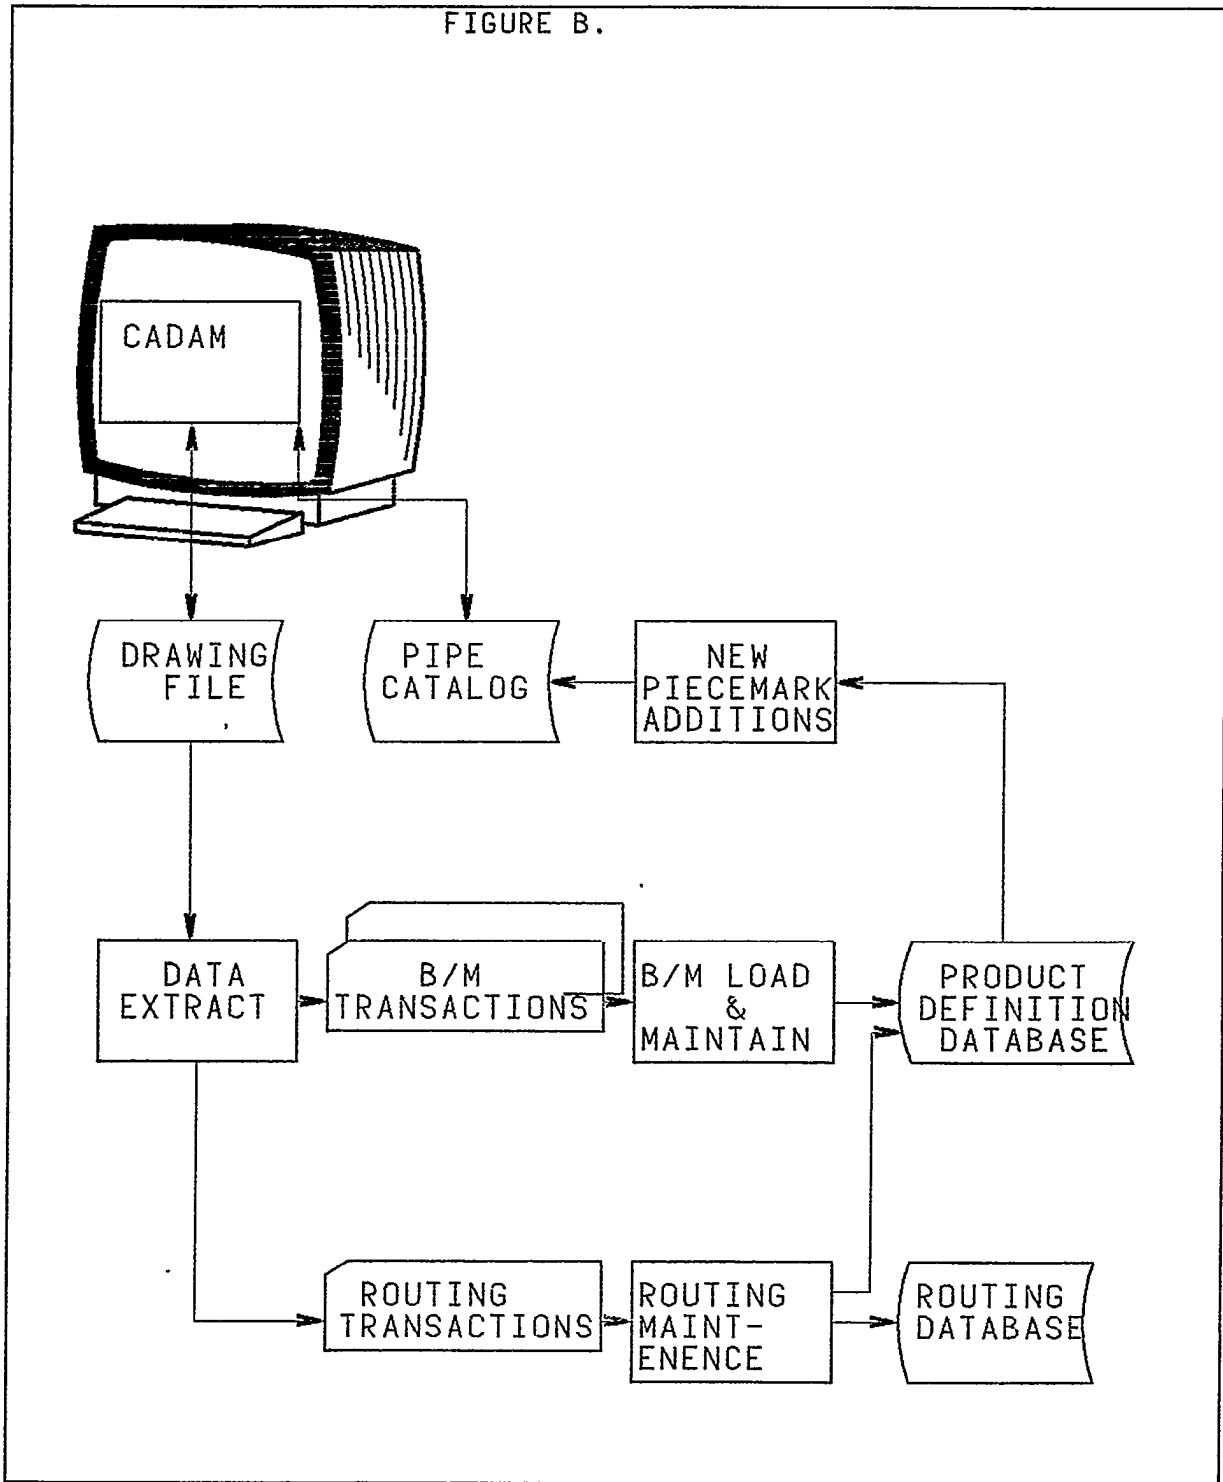 FIGURE B.
CADAM
DRAWING
FILE
PIPE
CATALOG
NEW
PIECEMARK
ADDITIONS
DATA
EXTRACT
B/M
TRANSACTIONS
B/M LOAD
&
MAINTAIN
PRODUCT
DEFINITION
DATABASE
ROUTING
TRANSACTIONS
ROUTING
MAINT-
ENENCE
ROUTING
DATABASE